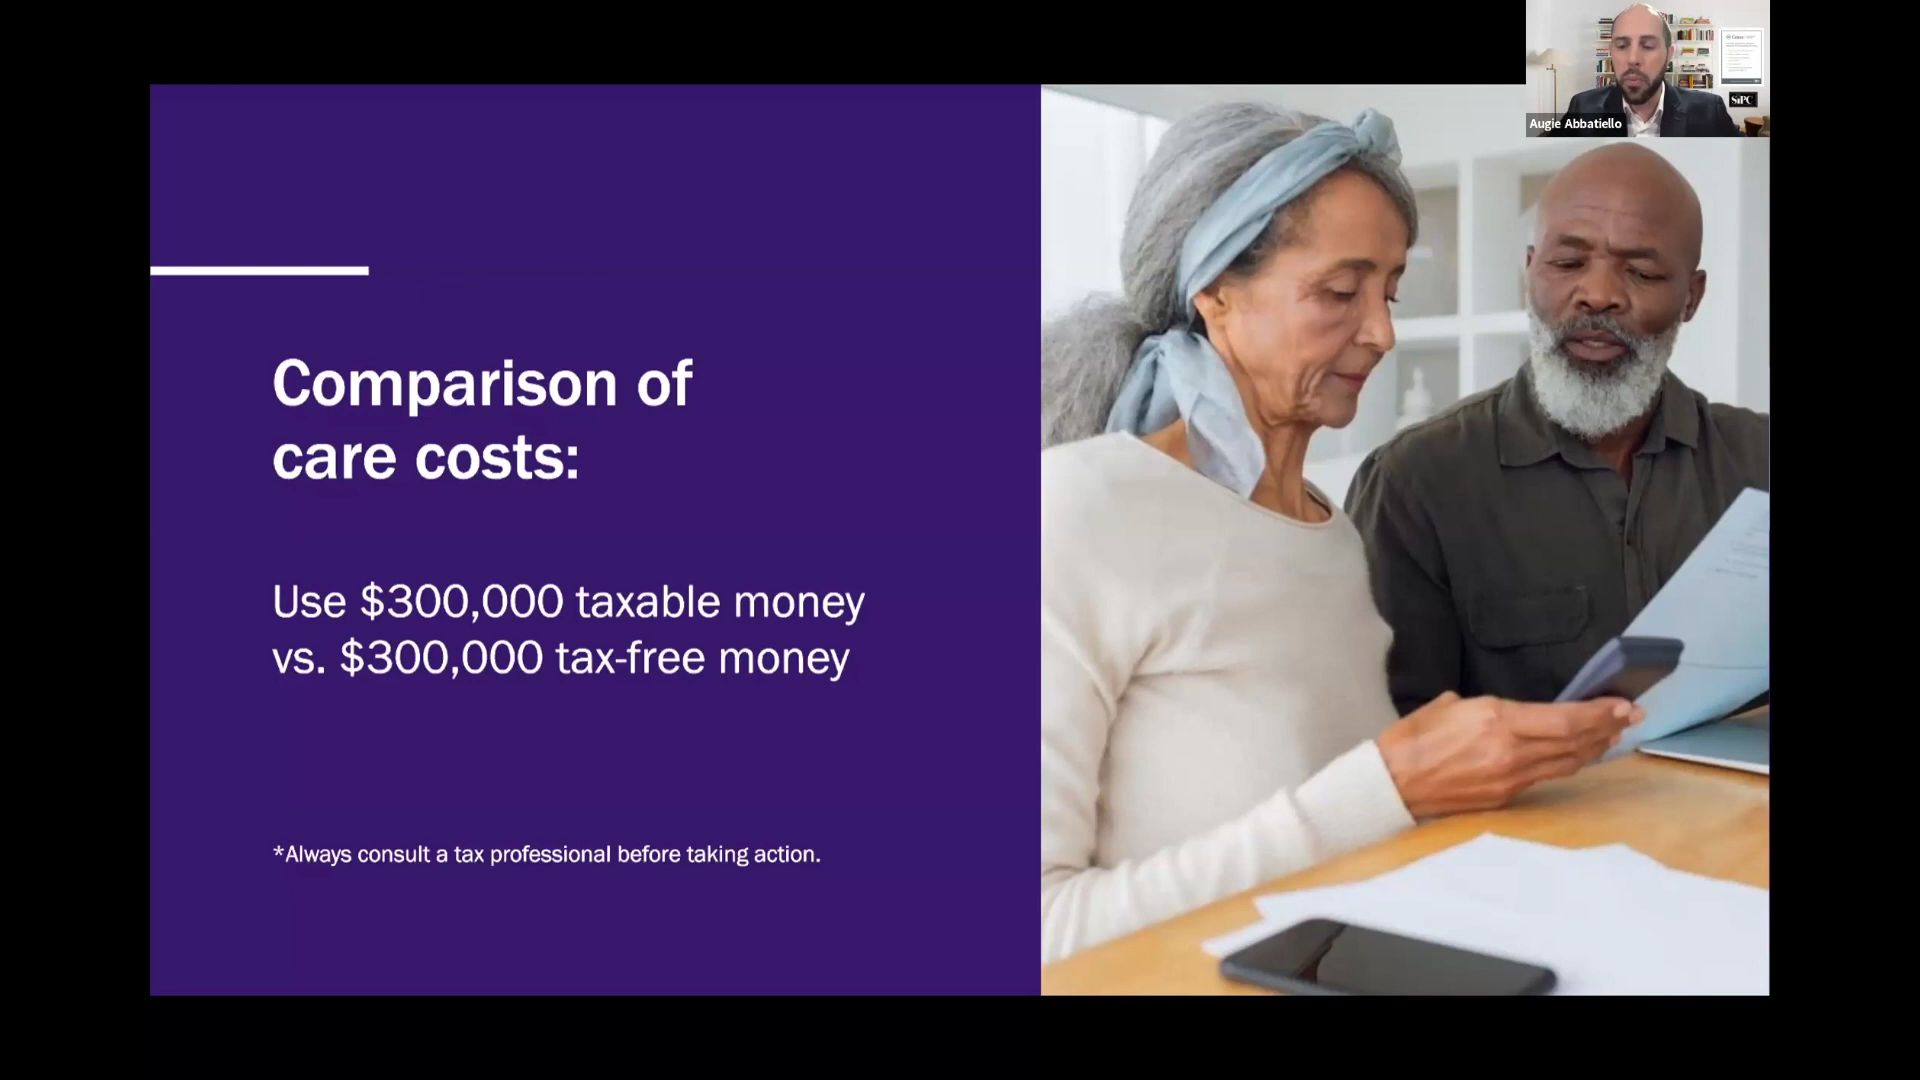 Comparison of
care costs:
Use $300,000 taxable money
vs. $300,000 tax-free money
*Always consult a tax professional before taking action.
Augie Abbatiello
SiPC